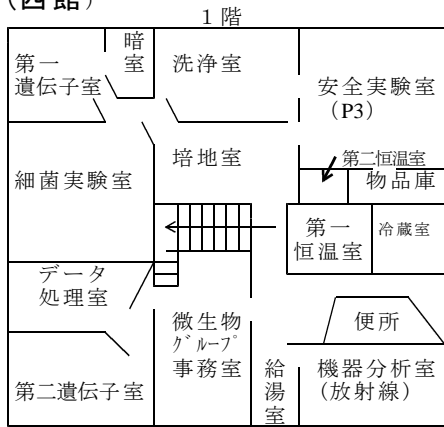 (西館)
1階
暗
室
第一
遺伝子室
洗浄室
安全実験室
(P3)
細菌実験室
培地室
第二恒温室
物品庫
第一
恒温室
冷蔵室
データ
処理室
微生物
グループ
事務室
便所
第二遺伝子室
給
湯
室
機器分析室
(放射線)